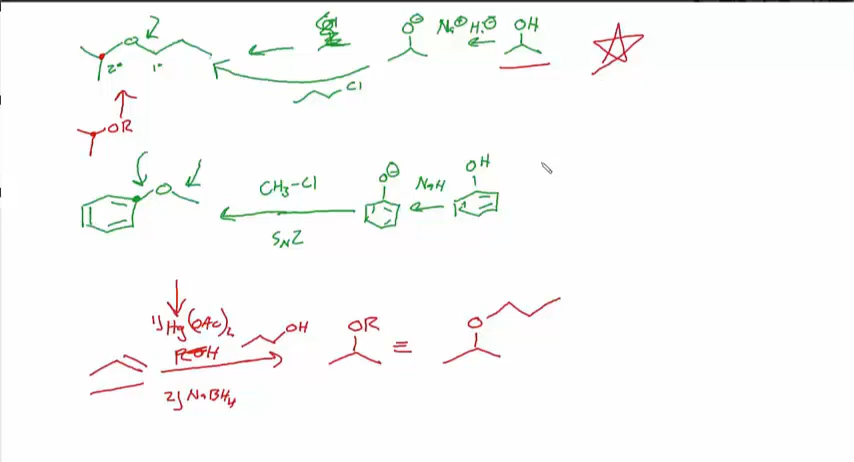 O
O⊖ Na⊕ H:⊖ OH
2° 1°
Cl
OR
O CH3-Cl O⊖ NaH OH
SN2
1) Hg(OAc)2 OH
ROH
2) NaBH4
OR ≡ O